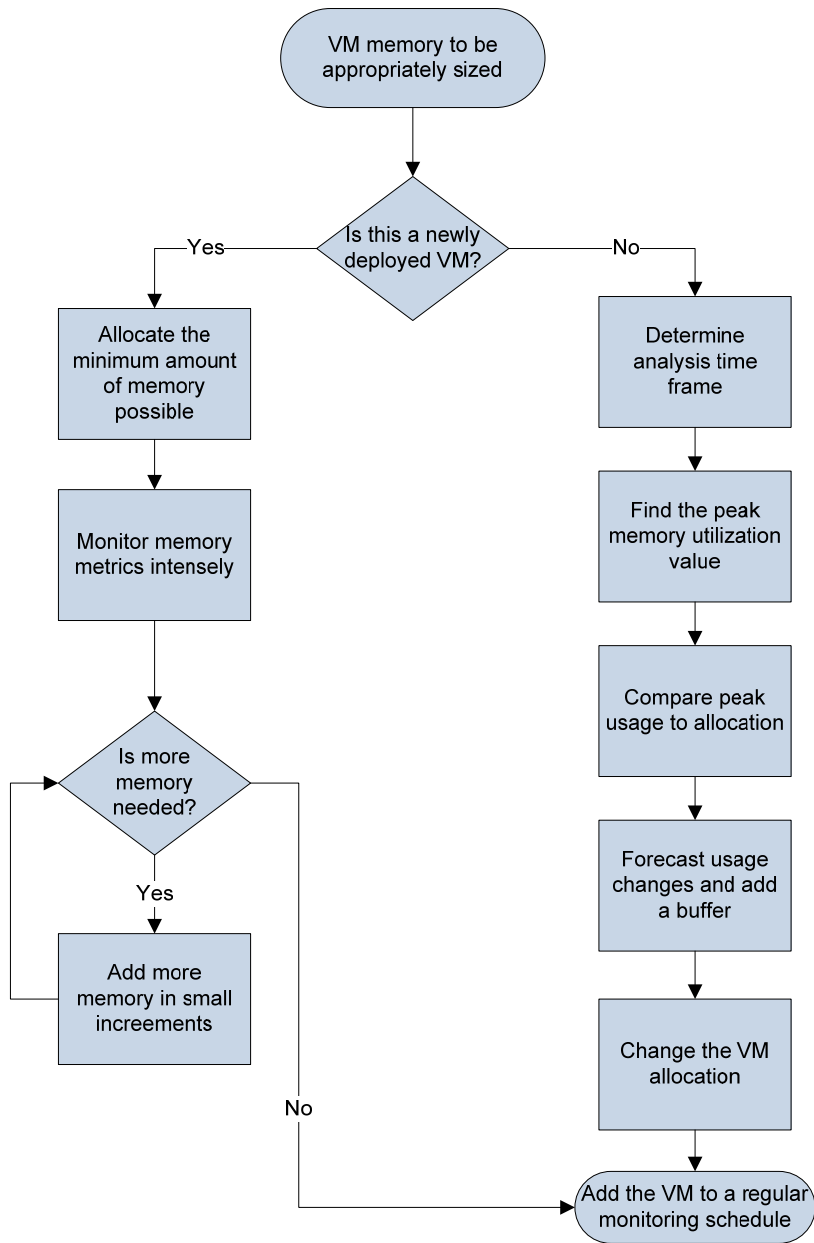 VM memory to be
appropriately sized
Is this a newly
deployed VM?
Yes
No
Allocate the
minimum amount
of memory
possible
Monitor memory
metrics intensely
Is more
memory
needed?
Yes
Add more
memory in small
increements
No
Determine
analysis time
frame
Find the peak
memory utilization
value
Compare peak
usage to allocation
Forecast usage
changes and add
a buffer
Change the VM
allocation
Add the VM to a regular
monitoring schedule